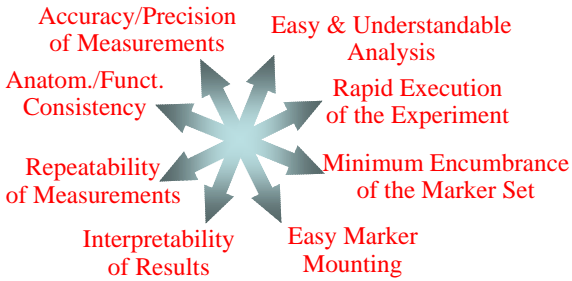 Accuracy/Precision
of Measurements
Easy & Understandable
Analysis
Anatom./Funct.
Consistency
Rapid Execution
of the Experiment
Repeatability
of Measurements
Minimum Encumbrance
of the Marker Set
Interpretability
of Results
Easy Marker
Mounting